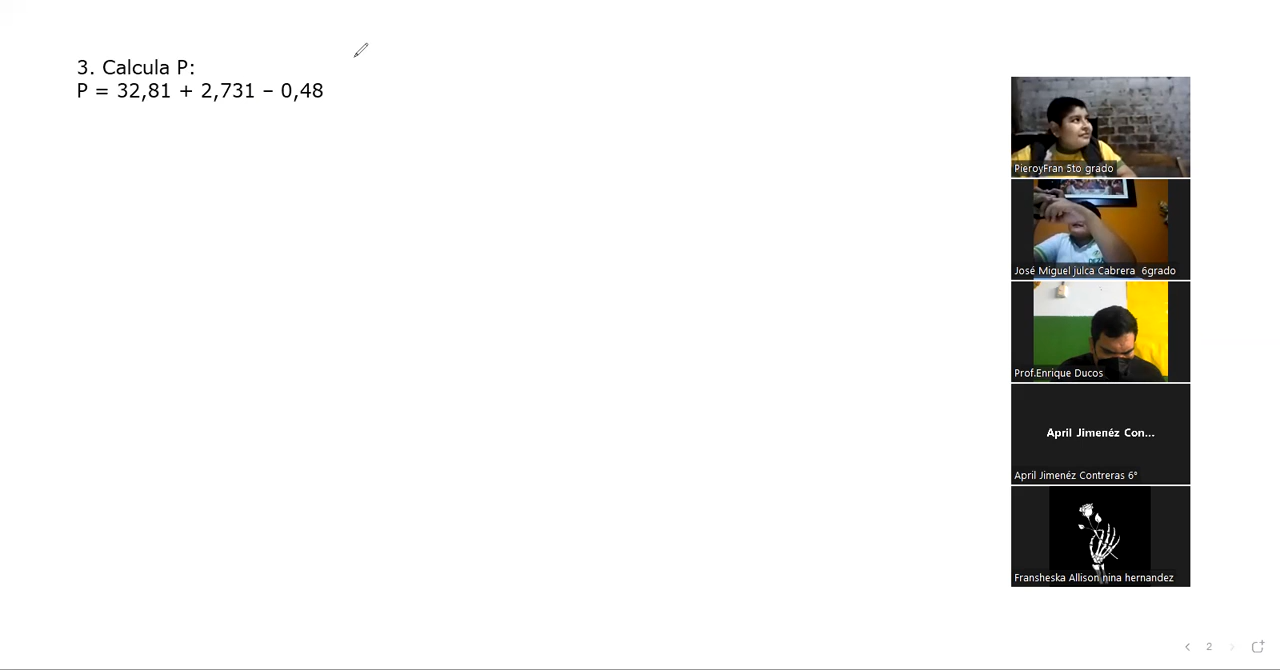 3. Calcula P:
P = 32,81 + 2,731 – 0,48
PieroyFran 5to grado
José Miguel julca Cabrera 6grado
Prof.Enrique Ducos
April Jimenéz Con...
April Jimenéz Contreras 6°
Fransheska Allison nina hernandez
2